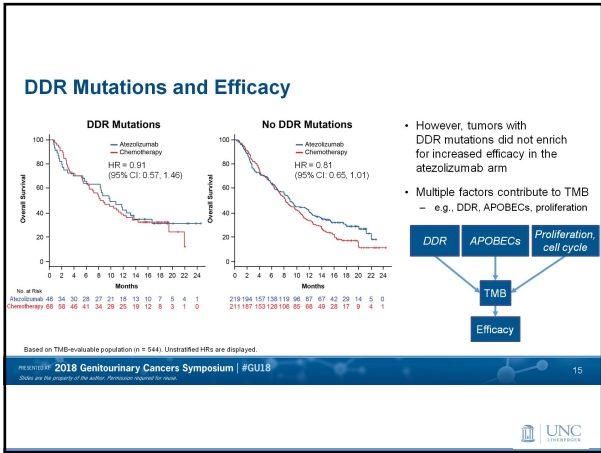 DDR Mutations and Efficacy
DDR Mutations
Atezolizumab
Chemotherapy
HR = 0.91
(95% CI: 0.57, 1.46)
Overall Survival
100
80
60
40
20
0
0 2 4 6 8 10 12 14 16 18 20 22 24
Months
No DDR Mutations
Atezolizumab
Chemotherapy
HR = 0.81
(95% CI: 0.65, 1.01)
Overall Survival
100
80
60
40
20
0
0 2 4 6 8 10 12 14 16 18 20 22 24
Months
No. at Risk
Atezolizumab 46 34 30 28 27 21 18 13 10 7 5 4 1
Chemotherapy 68 58 46 41 34 29 25 19 12 8 3 1 0
219 194 157 138 119 98 87 67 42 29 14 5 0
211 187 153 128 106 85 68 49 28 17 9 4 1
• However, tumors with
DDR mutations did not enrich
for increased efficacy in the
atezolizumab arm
• Multiple factors contribute to TMB
– e.g., DDR, APOBECs, proliferation
DDR
APOBECs
Proliferation,
cell cycle
TMB
Efficacy
Based on TMB-evaluable population (n = 544). Unstratified HRs are displayed.
PRESENTED AT: 2018 Genitourinary Cancers Symposium | #GU18
Slides are the property of the author. Permission required for reuse.
15
UNC
LINEBERGER